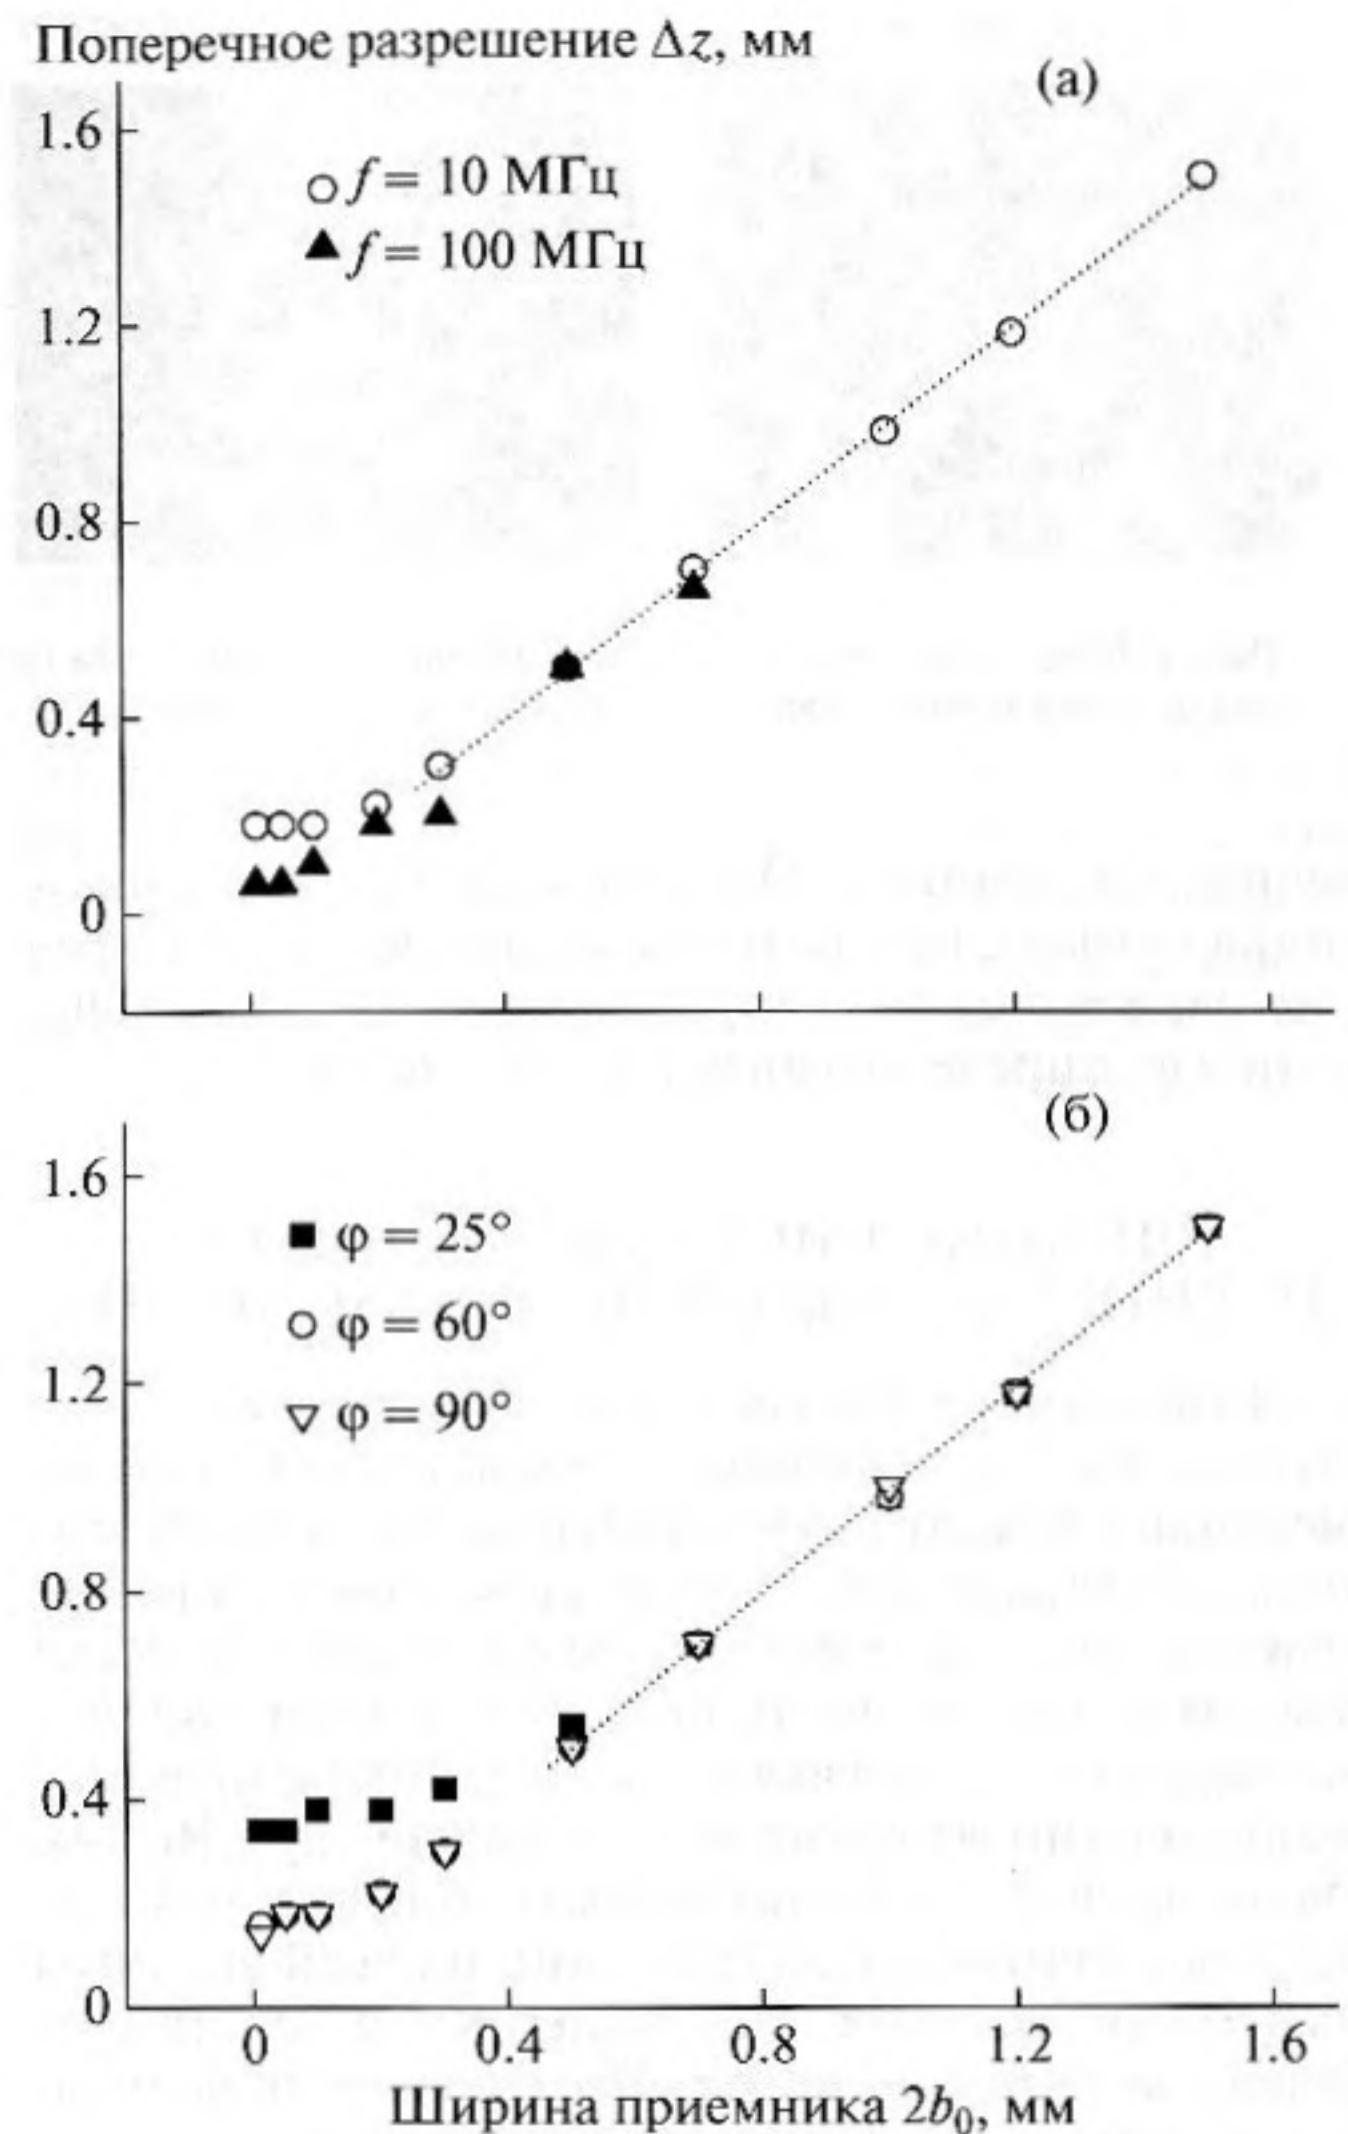 Поперечное разрешение Δz, мм
(а)
1.6
f = 10 МГц
f = 100 МГц
1.2
0.8
0.4
0
(б)
1.6
φ = 25°
φ = 60°
φ = 90°
1.2
0.8
0.4
0
0 0.4 0.8 1.2 1.6
Ширина приемника 2b₀, мм